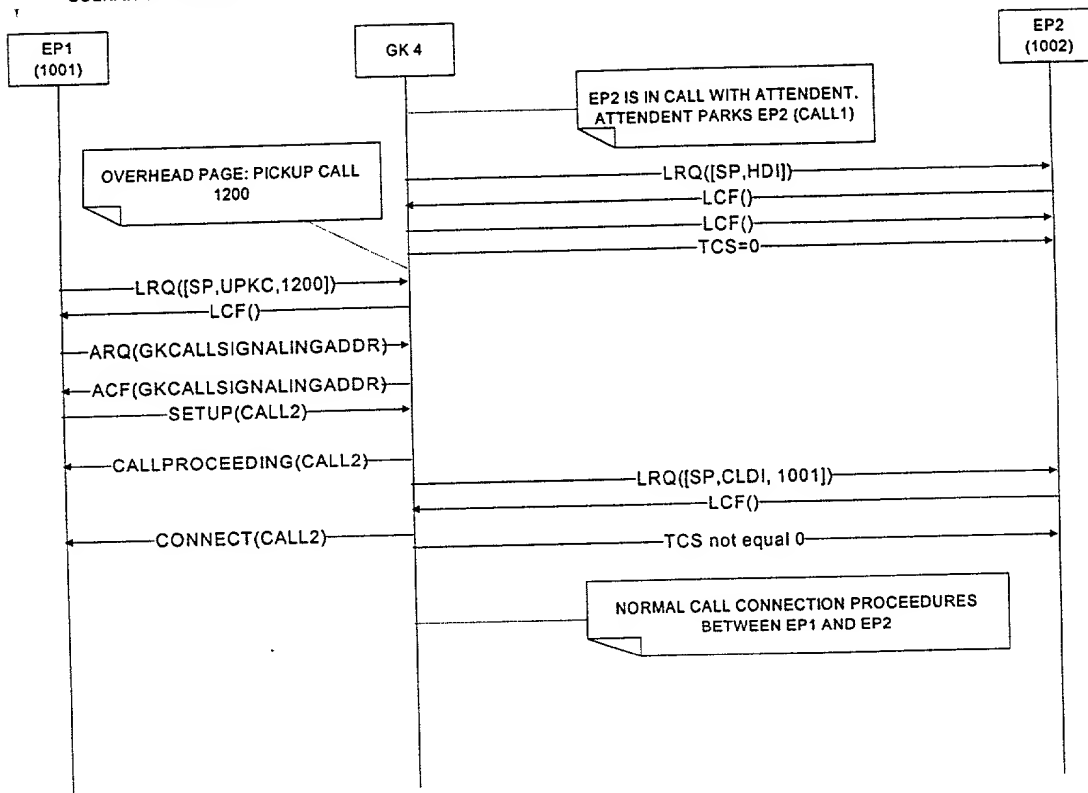 EP1
(1001)
GK 4
EP2
(1002)
EP2 IS IN CALL WITH ATTENDENT.
ATTENDENT PARKS EP2 (CALL1)
OVERHEAD PAGE: PICKUP CALL
1200
LRQ([SP,HDI])
LCF()
LCF()
TCS=0
LRQ([SP,UPKC,1200])
LCF()
ARQ(GKCALLSIGNALINGADDR)
ACF(GKCALLSIGNALINGADDR)
SETUP(CALL2)
CALLPROCEEDING(CALL2)
LRQ([SP,CLDI, 1001])
LCF()
CONNECT(CALL2)
TCS not equal 0
NORMAL CALL CONNECTION PROCEEDURES
BETWEEN EP1 AND EP2